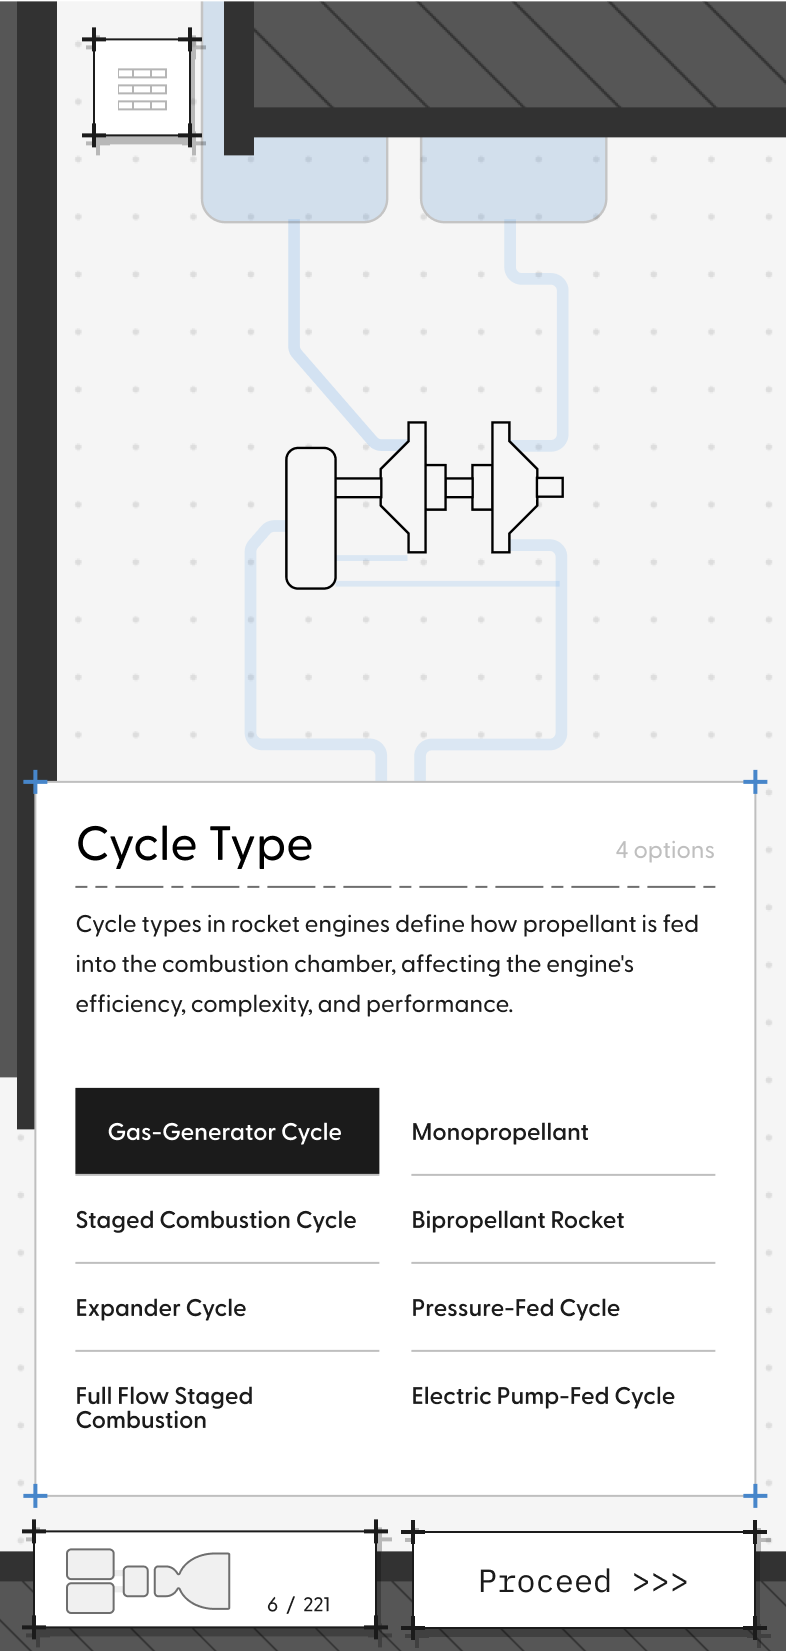 Cycle Type
4 options
Cycle types in rocket engines define how propellant is fed
into the combustion chamber, affecting the engine's
efficiency, complexity, and performance.
Gas-Generator Cycle
Monopropellant
Staged Combustion Cycle
Bipropellant Rocket
Expander Cycle
Pressure-Fed Cycle
Full Flow Staged
Combustion
Electric Pump-Fed Cycle
6 / 221
Proceed >>>